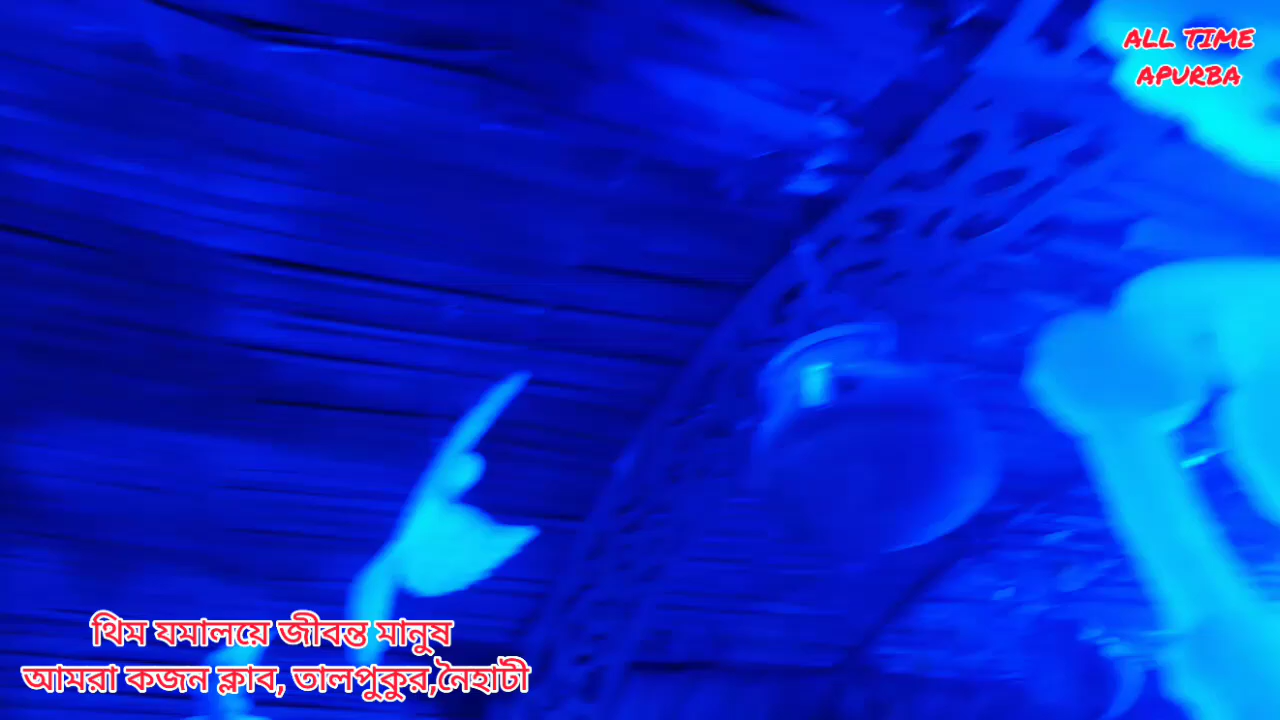 ALL TIME
APURBA
থিম যমালয়ে জীবন্ত মানুষ
আমরা কজন ক্লাব, তালপুকুর,নৈহাটী